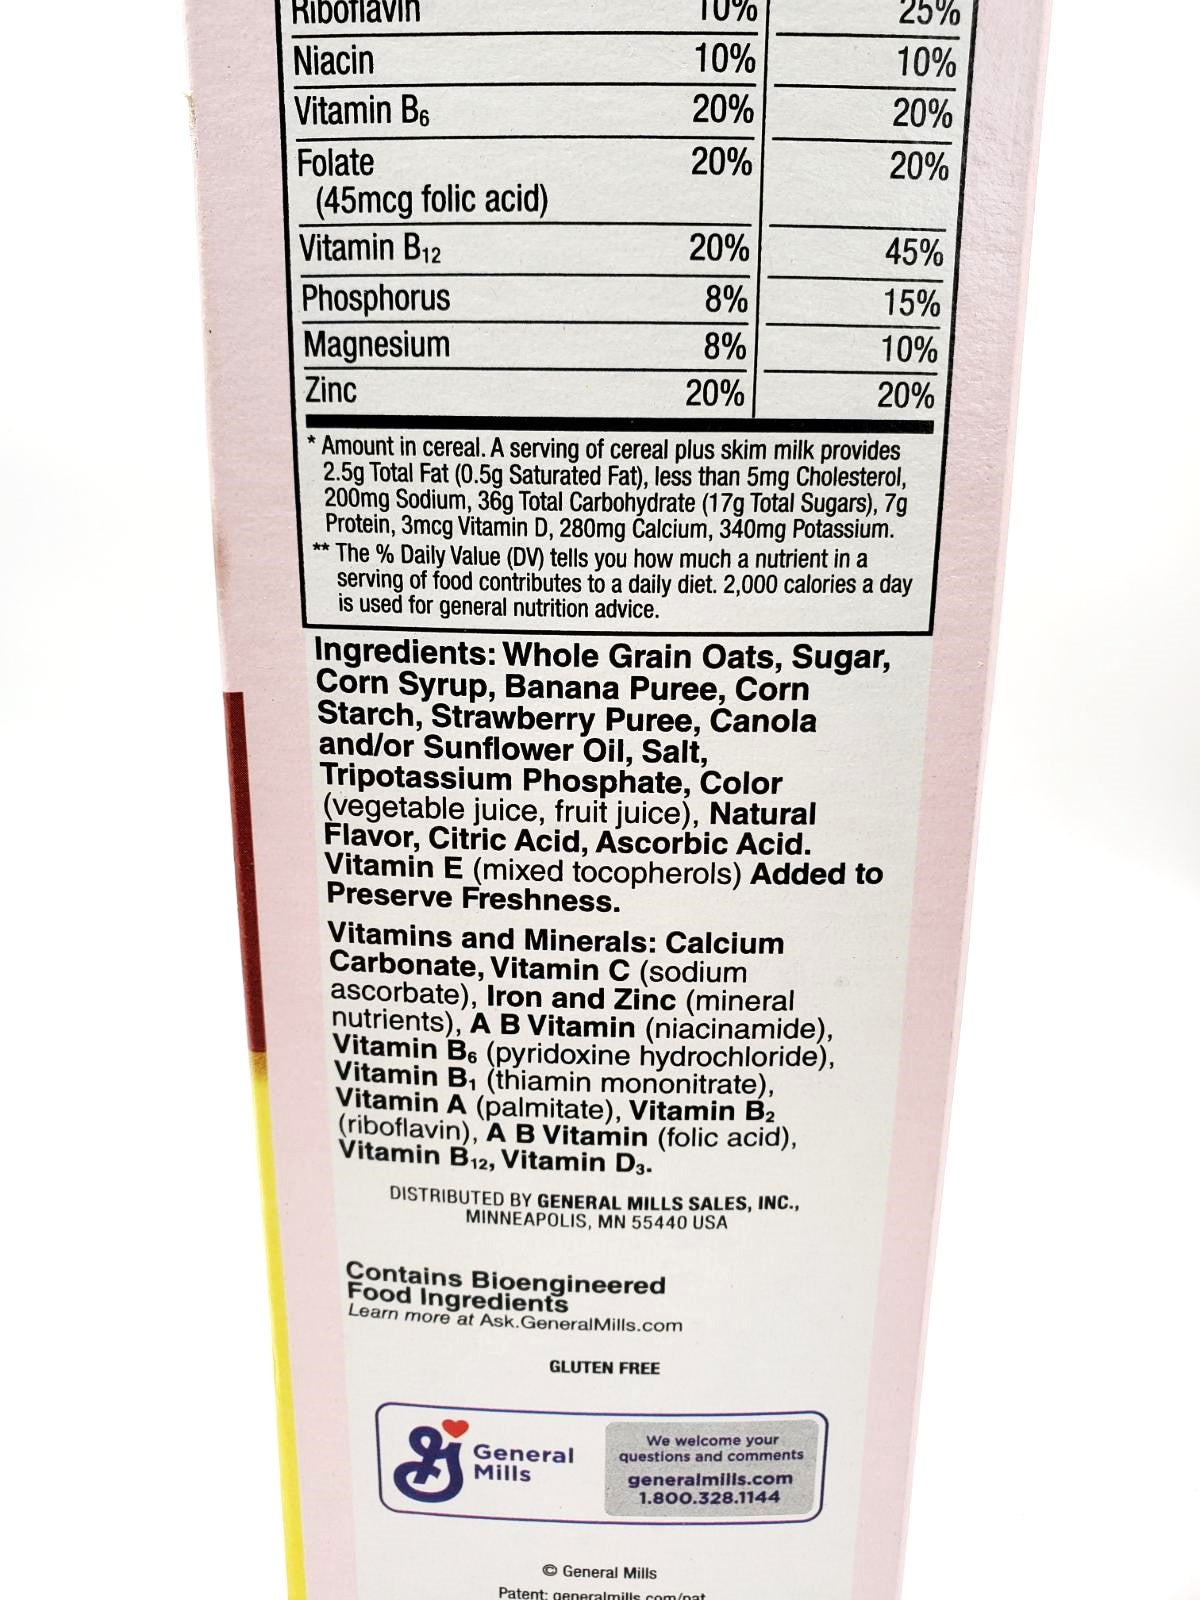 Riboflavin 10% 25%
Niacin 10% 10%
Vitamin B₆ 20% 20%
Folate 20% 20%
(45mcg folic acid)
Vitamin B₁₂ 20% 45%
Phosphorus 8% 15%
Magnesium 8% 10%
Zinc 20% 20%
* Amount in cereal. A serving of cereal plus skim milk provides
2.5g Total Fat (0.5g Saturated Fat), less than 5mg Cholesterol,
200mg Sodium, 36g Total Carbohydrate (17g Total Sugars), 7g
Protein, 3mcg Vitamin D, 280mg Calcium, 340mg Potassium.
** The % Daily Value (DV) tells you how much a nutrient in a
serving of food contributes to a daily diet. 2,000 calories a day
is used for general nutrition advice.
Ingredients: Whole Grain Oats, Sugar,
Corn Syrup, Banana Puree, Corn
Starch, Strawberry Puree, Canola
and/or Sunflower Oil, Salt,
Tripotassium Phosphate, Color
(vegetable juice, fruit juice), Natural
Flavor, Citric Acid, Ascorbic Acid.
Vitamin E (mixed tocopherols) Added to
Preserve Freshness.
Vitamins and Minerals: Calcium
Carbonate, Vitamin C (sodium
ascorbate), Iron and Zinc (mineral
nutrients), A B Vitamin (niacinamide),
Vitamin B₆ (pyridoxine hydrochloride),
Vitamin B₁ (thiamin mononitrate),
Vitamin A (palmitate), Vitamin B₂
(riboflavin), A B Vitamin (folic acid),
Vitamin B₁₂, Vitamin D₃.
DISTRIBUTED BY GENERAL MILLS SALES, INC.,
MINNEAPOLIS, MN 55440 USA
Contains Bioengineered
Food Ingredients
Learn more at Ask.GeneralMills.com
GLUTEN FREE
General
Mills
We welcome your
questions and comments
generalmills.com
1.800.328.1144
© General Mills
Patent: generalmills.com/pat